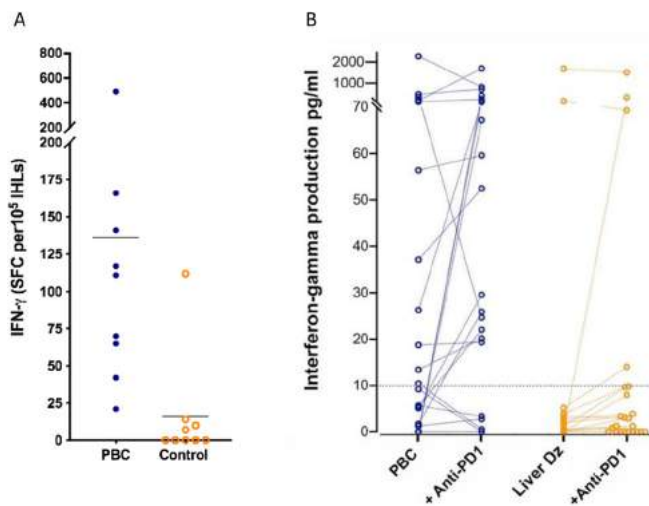 A
IFN-γ (SFC per10⁵ IHLs)
800
600
400
200
200
175
150
125
100
75
50
25
0
PBC
Control
B
Interferon-gamma production pg/ml
2000
1000
70
60
50
40
30
20
10
0
PBC
+ Anti-PD1
Liver Dz
+Anti-PD1